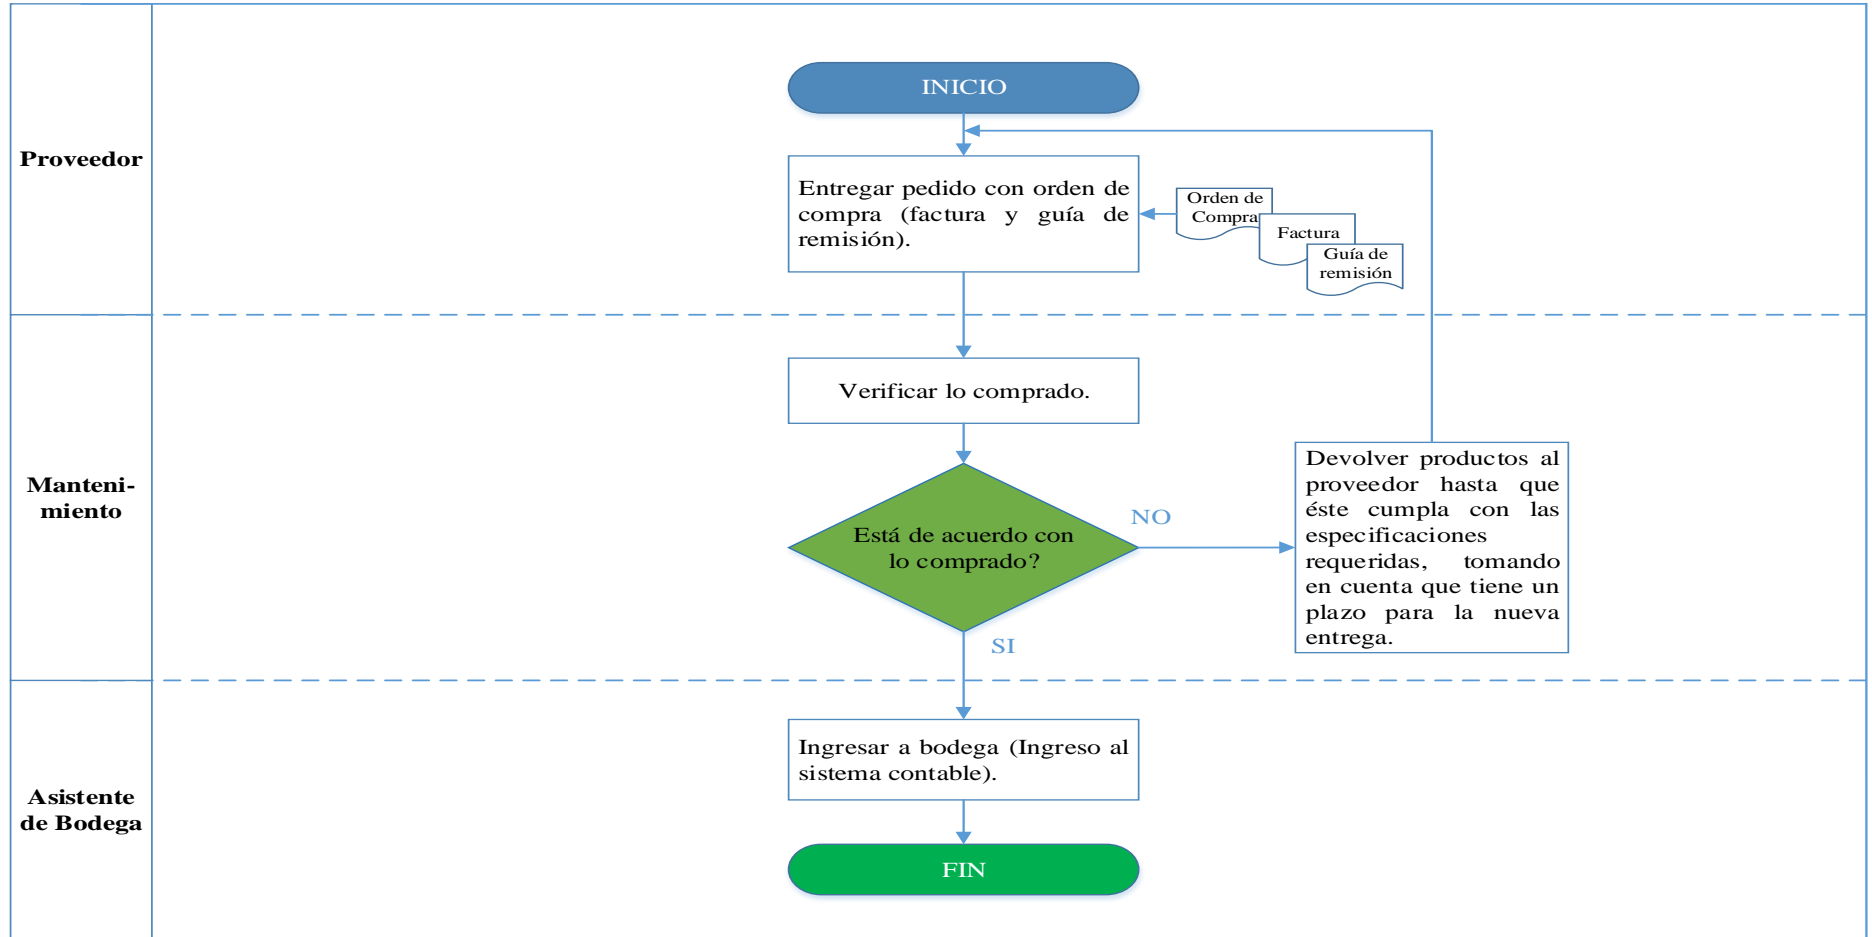 INICIO
Proveedor
Entregar pedido con orden de
compra (factura y guía de
remisión).
Orden de
Compra
Factura
Guía de
remisión
Manteni-
miento
Verificar lo comprado.
Está de acuerdo con
lo comprado?
NO
SI
Devolver productos al
proveedor hasta que
éste cumpla con las
especificaciones
requeridas, tomando
en cuenta que tiene un
plazo para la nueva
entrega.
Asistente
de Bodega
Ingresar a bodega (Ingreso al
sistema contable).
FIN